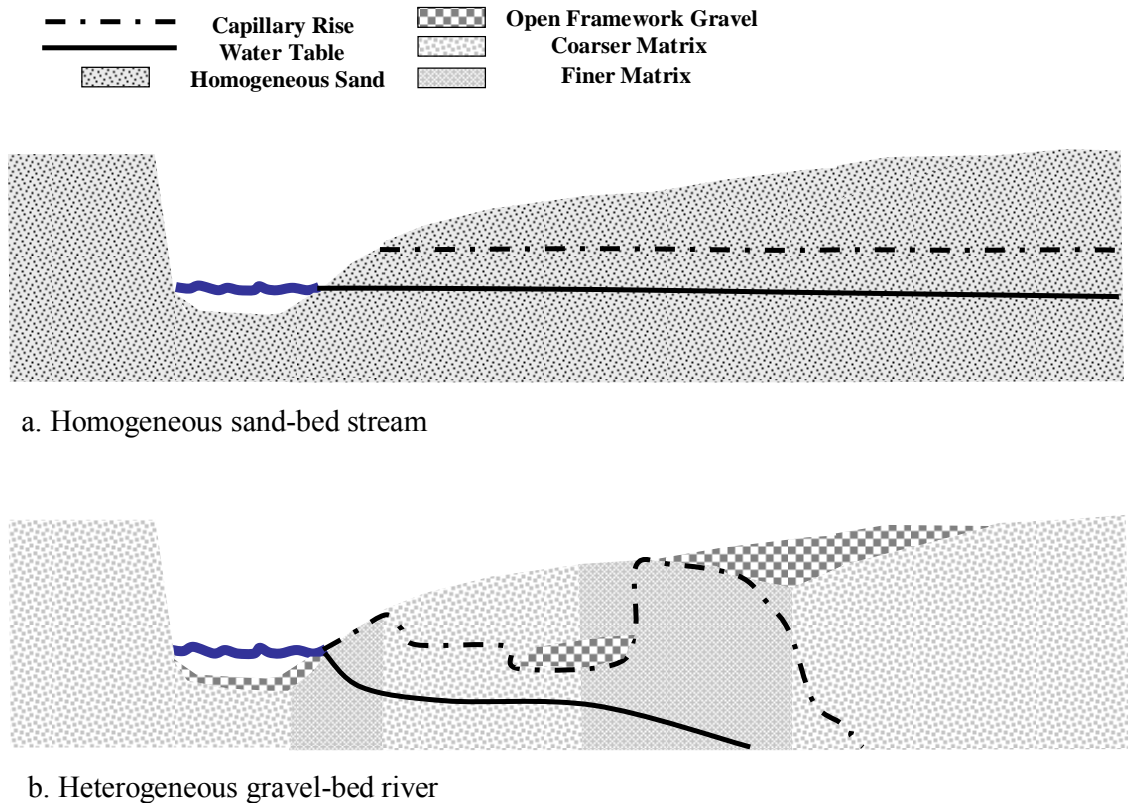 Capillary Rise
Water Table
Homogeneous Sand
Open Framework Gravel
Coarser Matrix
Finer Matrix
a. Homogeneous sand-bed stream
b. Heterogeneous gravel-bed river